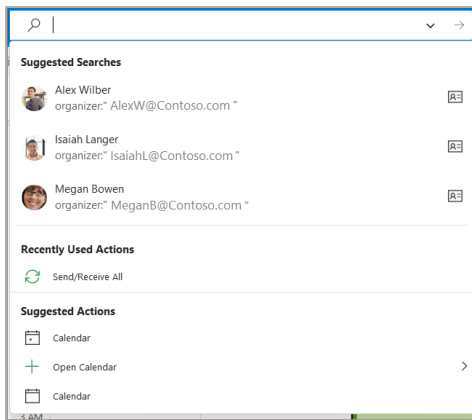 Suggested Searches
Alex Wilber
organizer:" AlexW@Contoso.com "
Isaiah Langer
organizer:" IsaiahL@Contoso.com "
Megan Bowen
organizer:" MeganB@Contoso.com "
Recently Used Actions
Send/Receive All
Suggested Actions
Calendar
Open Calendar
Calendar
3 AM